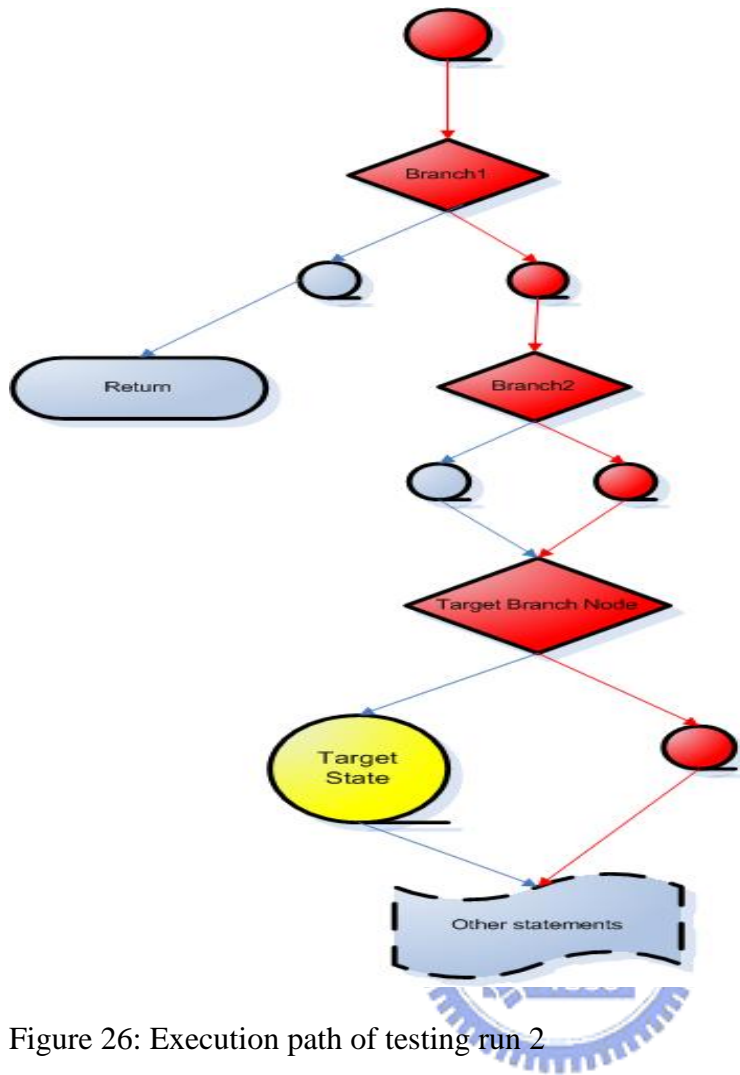 Branch1
Return
Branch2
Target Branch Node
Target
State
Other statements
Figure 26: Execution path of testing run 2